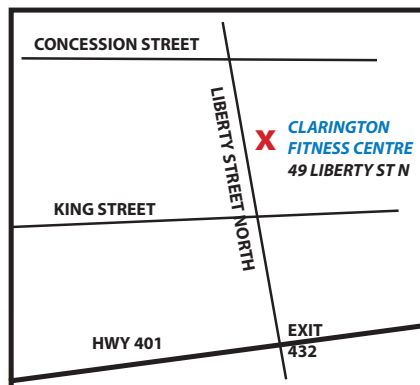 CONCESSION STREET
LIBERTY STREET NORTH
X
CLARINGTON
FITNESS CENTRE
49 LIBERTY ST N
KING STREET
HWY 401
EXIT
432